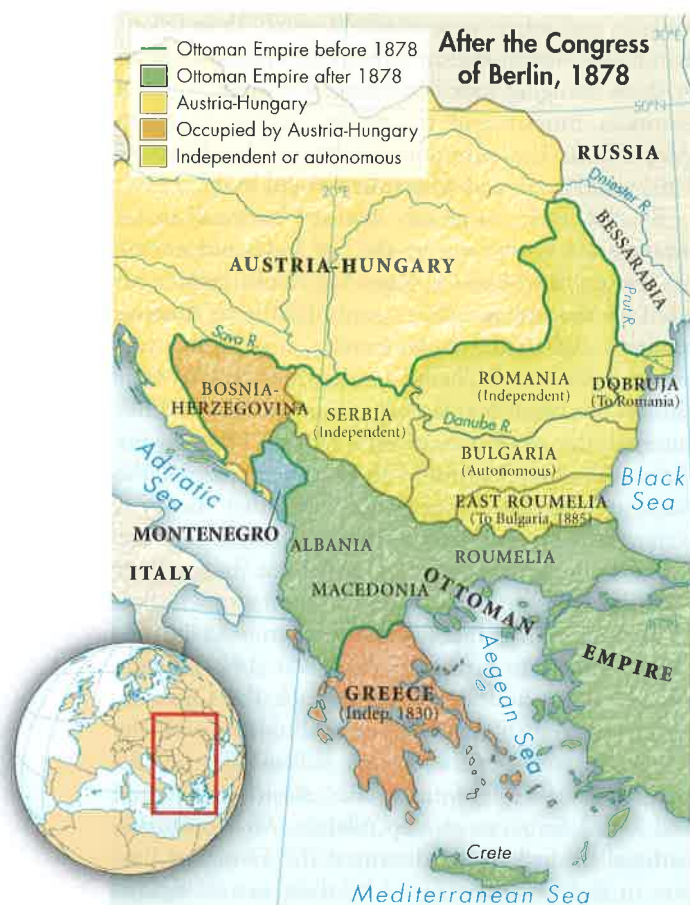 After the Congress
of Berlin, 1878
Ottoman Empire before 1878
Ottoman Empire after 1878
Austria-Hungary
Occupied by Austria-Hungary
Independent or autonomous
30°E
50°N
RUSSIA
20°E
Dniester R.
BESSARABIA
AUSTRIA-HUNGARY
Prut R.
Sava R.
BOSNIA-
HERZEGOVINA
SERBIA
(Independent)
ROMANIA
(Independent)
DOBRUJA
(To Romania)
Danube R.
BULGARIA
(Autonomous)
Adriatic
Sea
Black
Sea
EAST ROUMELIA
(To Bulgaria, 1885)
MONTENEGRO
ALBANIA
ROUMELIA
ITALY
MACEDONIA
OTTOMAN
EMPIRE
GREECE
(Indep. 1830)
Aegean Sea
Crete
Mediterranean Sea